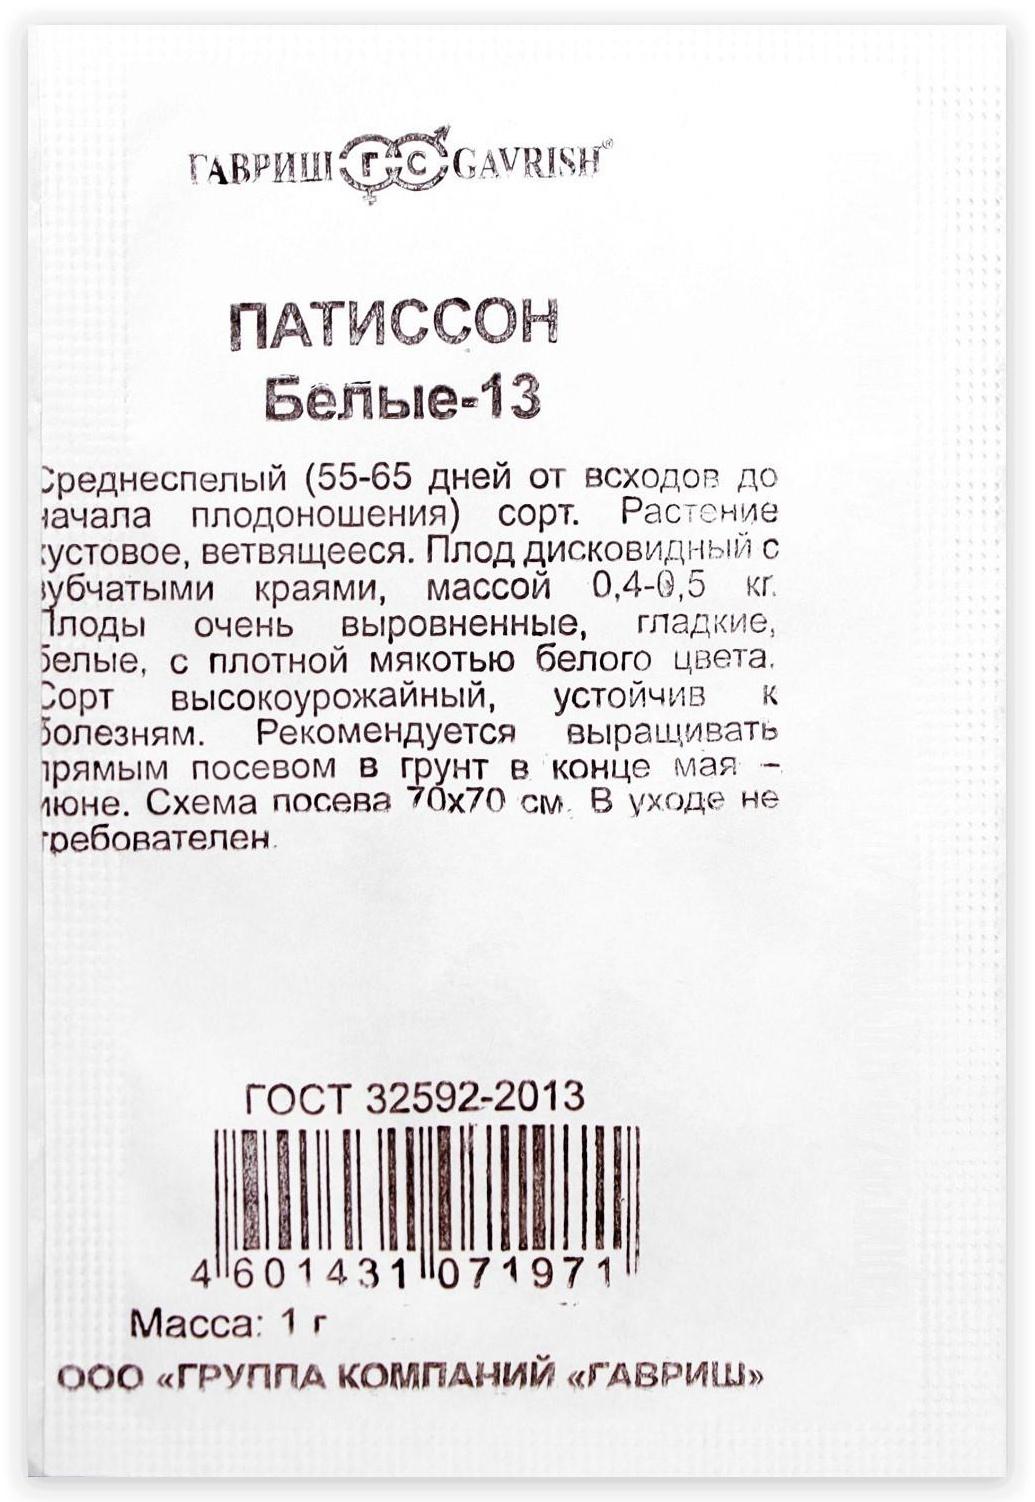 ГАВРИШ ГС GAVRISH®
ПАТИССОН
Белые-13
Среднеспелый (55-65 дней от всходов до
начала плодоношения) сорт. Растение
кустовое, ветвящееся. Плод дисковидный с
зубчатыми краями, массой 0,4-0,5 кг.
Плоды очень выровненные, гладкие,
белые, с плотной мякотью белого цвета.
Сорт высокоурожайный, устойчив к
болезням. Рекомендуется выращивать
прямым посевом в грунт в конце мая –
июне. Схема посева 70х70 см. В уходе не
требователен.
ГОСТ 32592-2013
4 601431 071971
Масса: 1 г
ООО «ГРУППА КОМПАНИЙ «ГАВРИШ»